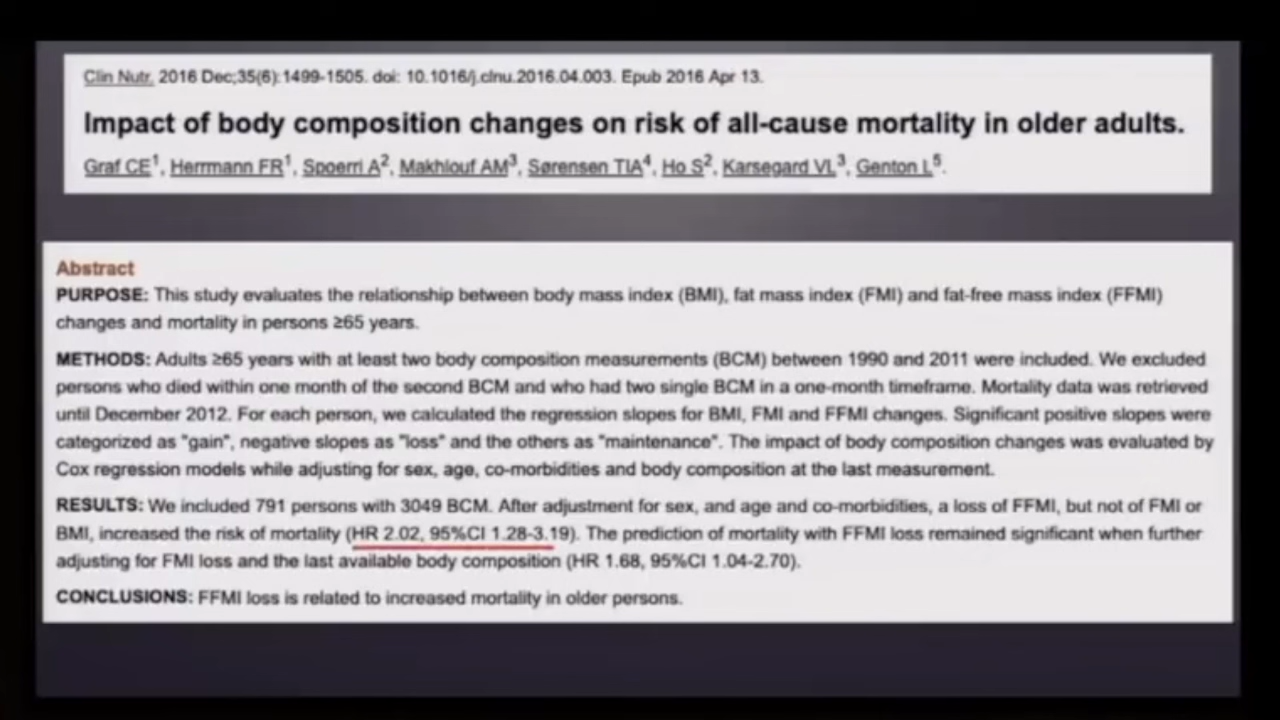 Clin Nutr. 2016 Dec;35(6):1499-1505. doi: 10.1016/j.clnu.2016.04.003. Epub 2016 Apr 13.
Impact of body composition changes on risk of all-cause mortality in older adults.
Graf CE1, Herrmann FR1, Spoerri A2, Makhlouf AM3, Sørensen TIA4, Ho S2, Karsegard VL3, Genton L5.
Abstract
PURPOSE: This study evaluates the relationship between body mass index (BMI), fat mass index (FMI) and fat-free mass index (FFMI)
changes and mortality in persons ≥65 years.
METHODS: Adults ≥65 years with at least two body composition measurements (BCM) between 1990 and 2011 were included. We excluded
persons who died within one month of the second BCM and who had two single BCM in a one-month timeframe. Mortality data was retrieved
until December 2012. For each person, we calculated the regression slopes for BMI, FMI and FFMI changes. Significant positive slopes were
categorized as "gain", negative slopes as "loss" and the others as "maintenance". The impact of body composition changes was evaluated by
Cox regression models while adjusting for sex, age, co-morbidities and body composition at the last measurement.
RESULTS: We included 791 persons with 3049 BCM. After adjustment for sex, and age and co-morbidities, a loss of FFMI, but not of FMI or
BMI, increased the risk of mortality (HR 2.02, 95%CI 1.28-3.19). The prediction of mortality with FFMI loss remained significant when further
adjusting for FMI loss and the last available body composition (HR 1.68, 95%CI 1.04-2.70).
CONCLUSIONS: FFMI loss is related to increased mortality in older persons.